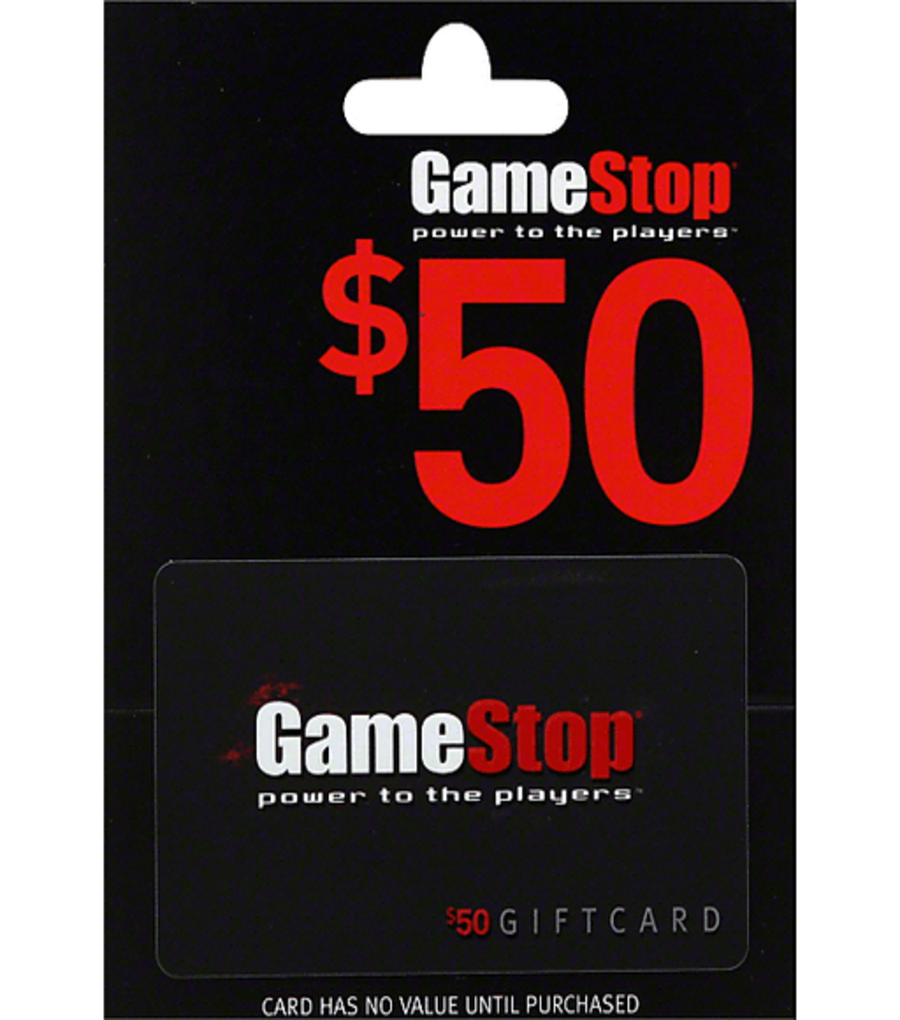 GameStop
power to the players™
$50
GameStop
power to the players™
$50 GIFTCARD
CARD HAS NO VALUE UNTIL PURCHASED